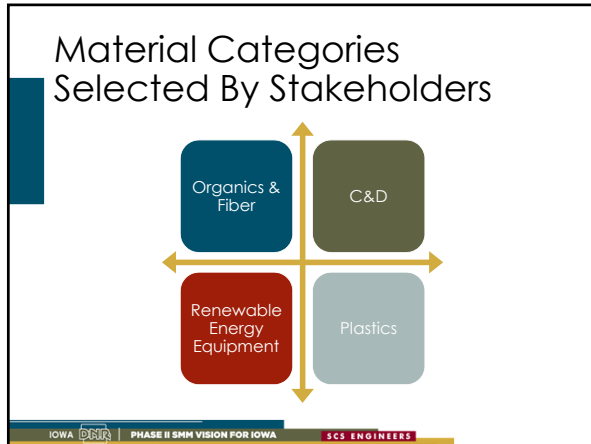 Material Categories
Selected By Stakeholders
Organics &
Fiber
C&D
Renewable
Energy
Equipment
Plastics
IOWA DNR PHASE II SMM VISION FOR IOWA SCS ENGINEERS